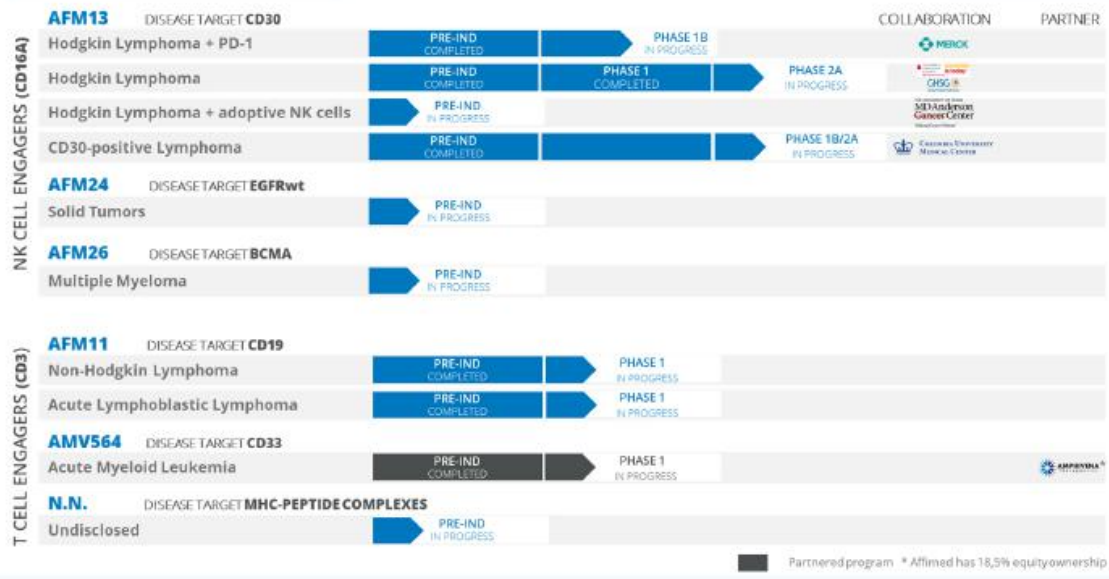 AFM13 DISEASE TARGET CD30 COLLABORATION PARTNER
Hodgkin Lymphoma + PD-1 PRE-IND COMPLETED PHASE 1B IN PROGRESS MERCK
Hodgkin Lymphoma PRE-IND COMPLETED PHASE 1 COMPLETED PHASE 2A IN PROGRESS GHSG
Hodgkin Lymphoma + adoptive NK cells PRE-IND IN PROGRESS MD Anderson Cancer Center
CD30-positive Lymphoma PRE-IND COMPLETED PHASE 1B/2A IN PROGRESS COLUMBIA UNIVERSITY MEDICAL CENTER
AFM24 DISEASE TARGET EGFRwt
Solid Tumors PRE-IND IN PROGRESS
AFM26 DISEASE TARGET BCMA
Multiple Myeloma PRE-IND IN PROGRESS
NK CELL ENGAGERS (CD16A)
AFM11 DISEASE TARGET CD19
Non-Hodgkin Lymphoma PRE-IND COMPLETED PHASE 1 IN PROGRESS
Acute Lymphoblastic Lymphoma PRE-IND COMPLETED PHASE 1 IN PROGRESS
AMV564 DISEASE TARGET CD33
Acute Myeloid Leukemia PRE-IND COMPLETED PHASE 1 IN PROGRESS AMPHIVENA
N.N. DISEASE TARGET MHC-PEPTIDE COMPLEXES
Undisclosed PRE-IND IN PROGRESS
T CELL ENGAGERS (CD3)
Partnered program * Affimed has 18,5% equity ownership